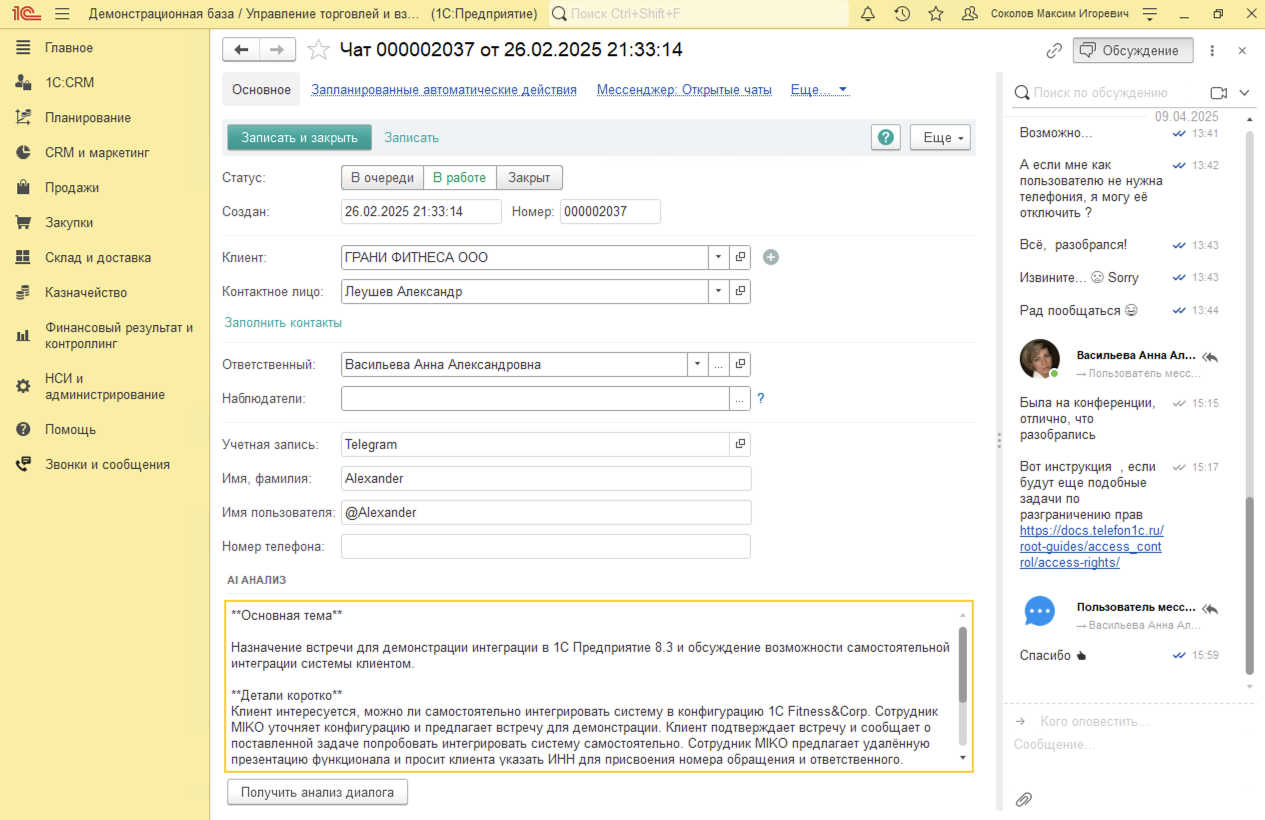 1С Демонстрационная база / Управление торговлей и вз... (1С:Предприятие) Поиск Ctrl+Shift+F Соколов Максим Игоревич
Главное
1C:CRM
Планирование
CRM и маркетинг
Продажи
Закупки
Склад и доставка
Казначейство
Финансовый результат и
контроллинг
НСИ и
администрирование
Помощь
Звонки и сообщения
Чат 000002037 от 26.02.2025 21:33:14
Основное Запланированные автоматические действия Мессенджер: Открытые чаты Еще...
Записать и закрыть Записать ? Еще
Статус: В очереди В работе Закрыт
Создан: 26.02.2025 21:33:14 Номер: 000002037
Клиент: ГРАНИ ФИТНЕСА ООО
Контактное лицо: Леушев Александр
Заполнить контакты
Ответственный: Васильева Анна Александровна ...
Наблюдатели: ... ?
Учетная запись: Telegram
Имя, фамилия: Alexander
Имя пользователя: @Alexander
Номер телефона:
AI АНАЛИЗ
**Основная тема**
Назначение встречи для демонстрации интеграции в 1С Предприятие 8.3 и обсуждение возможности самостоятельной
интеграции системы клиентом.
**Детали коротко**
Клиент интересуется, можно ли самостоятельно интегрировать систему в конфигурацию 1С Fitness&Corp. Сотрудник
MIKO уточняет конфигурацию и предлагает встречу для демонстрации. Клиент подтверждает встречу и сообщает о
поставленной задаче попробовать интегрировать систему самостоятельно. Сотрудник MIKO предлагает удалённую
презентацию функционала и просит клиента указать ИНН для присвоения номера обращения и ответственного.
Получить анализ диалога
Обсуждение
Поиск по обсуждению
09.04.2025
Возможно... 13:41
А если мне как 13:42
пользователю не нужна
телефония, я могу её
отключить ?
Всё, разобрался! 13:43
Извините... Sorry 13:43
Рад пообщаться 13:44
Васильева Анна Ал...
→ Пользователь месс...
Была на конференции, 15:15
отлично, что
разобрались
Вот инструкция , если 15:17
будут еще подобные
задачи по
разграничению прав
https://docs.telefon1c.ru/
root-guides/access_cont
rol/access-rights/
Пользователь месс...
→ Васильева Анна Ал...
Спасибо 15:59
→ Кого оповестить...
Сообщение...